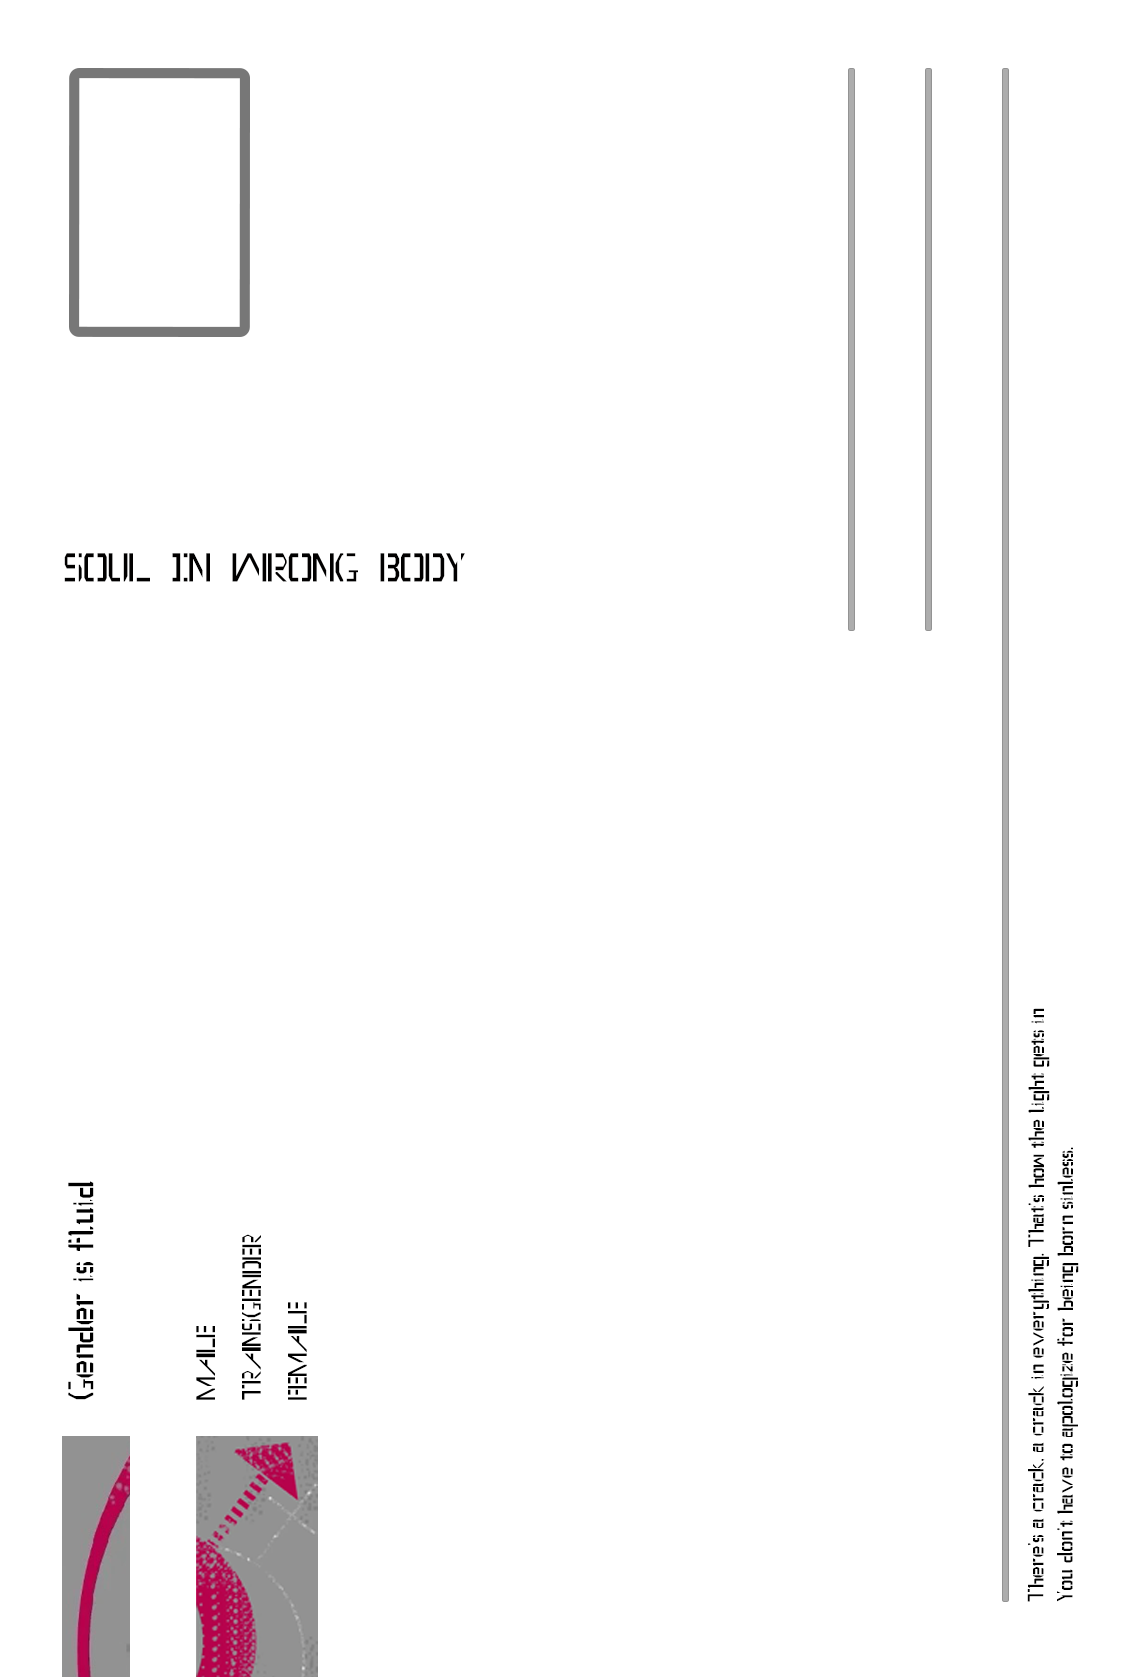 SOUL IN WRONG BODY
Gender is fluid
MALE
TRANSGENDER
FEMALE
There's a crack, a crack in everything. That's how the light gets in
You don't have to apologize for being born sinless.